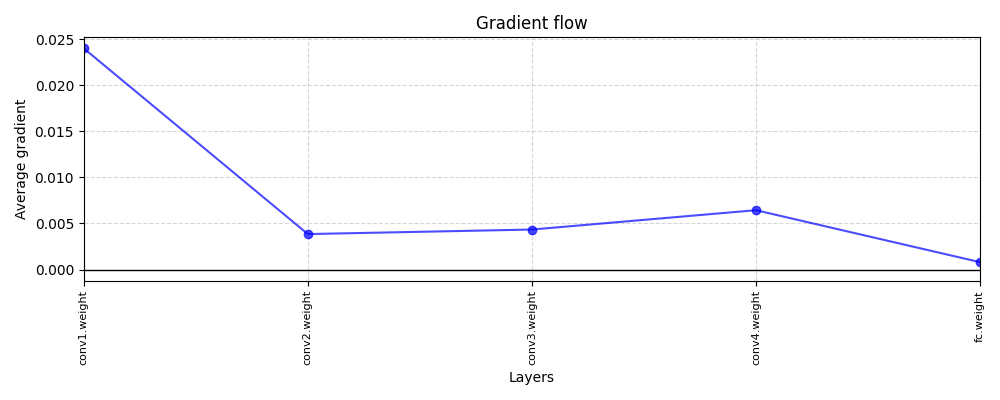 Gradient flow
Average gradient
0.025
0.020
0.015
0.010
0.005
0.000
conv1.weight
conv2.weight
conv3.weight
conv4.weight
fc.weight
Layers